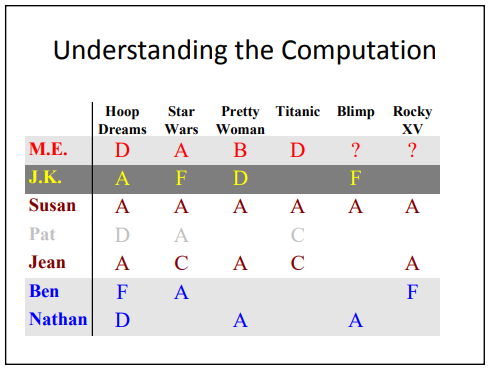 Understanding the Computation
Hoop Star Pretty Titanic Blimp Rocky
Dreams Wars Woman XV
M.E. D A B D ? ?
J.K. A F D F
Susan A A A A A A
Pat D A C
Jean A C A C A
Ben F A F
Nathan D A A